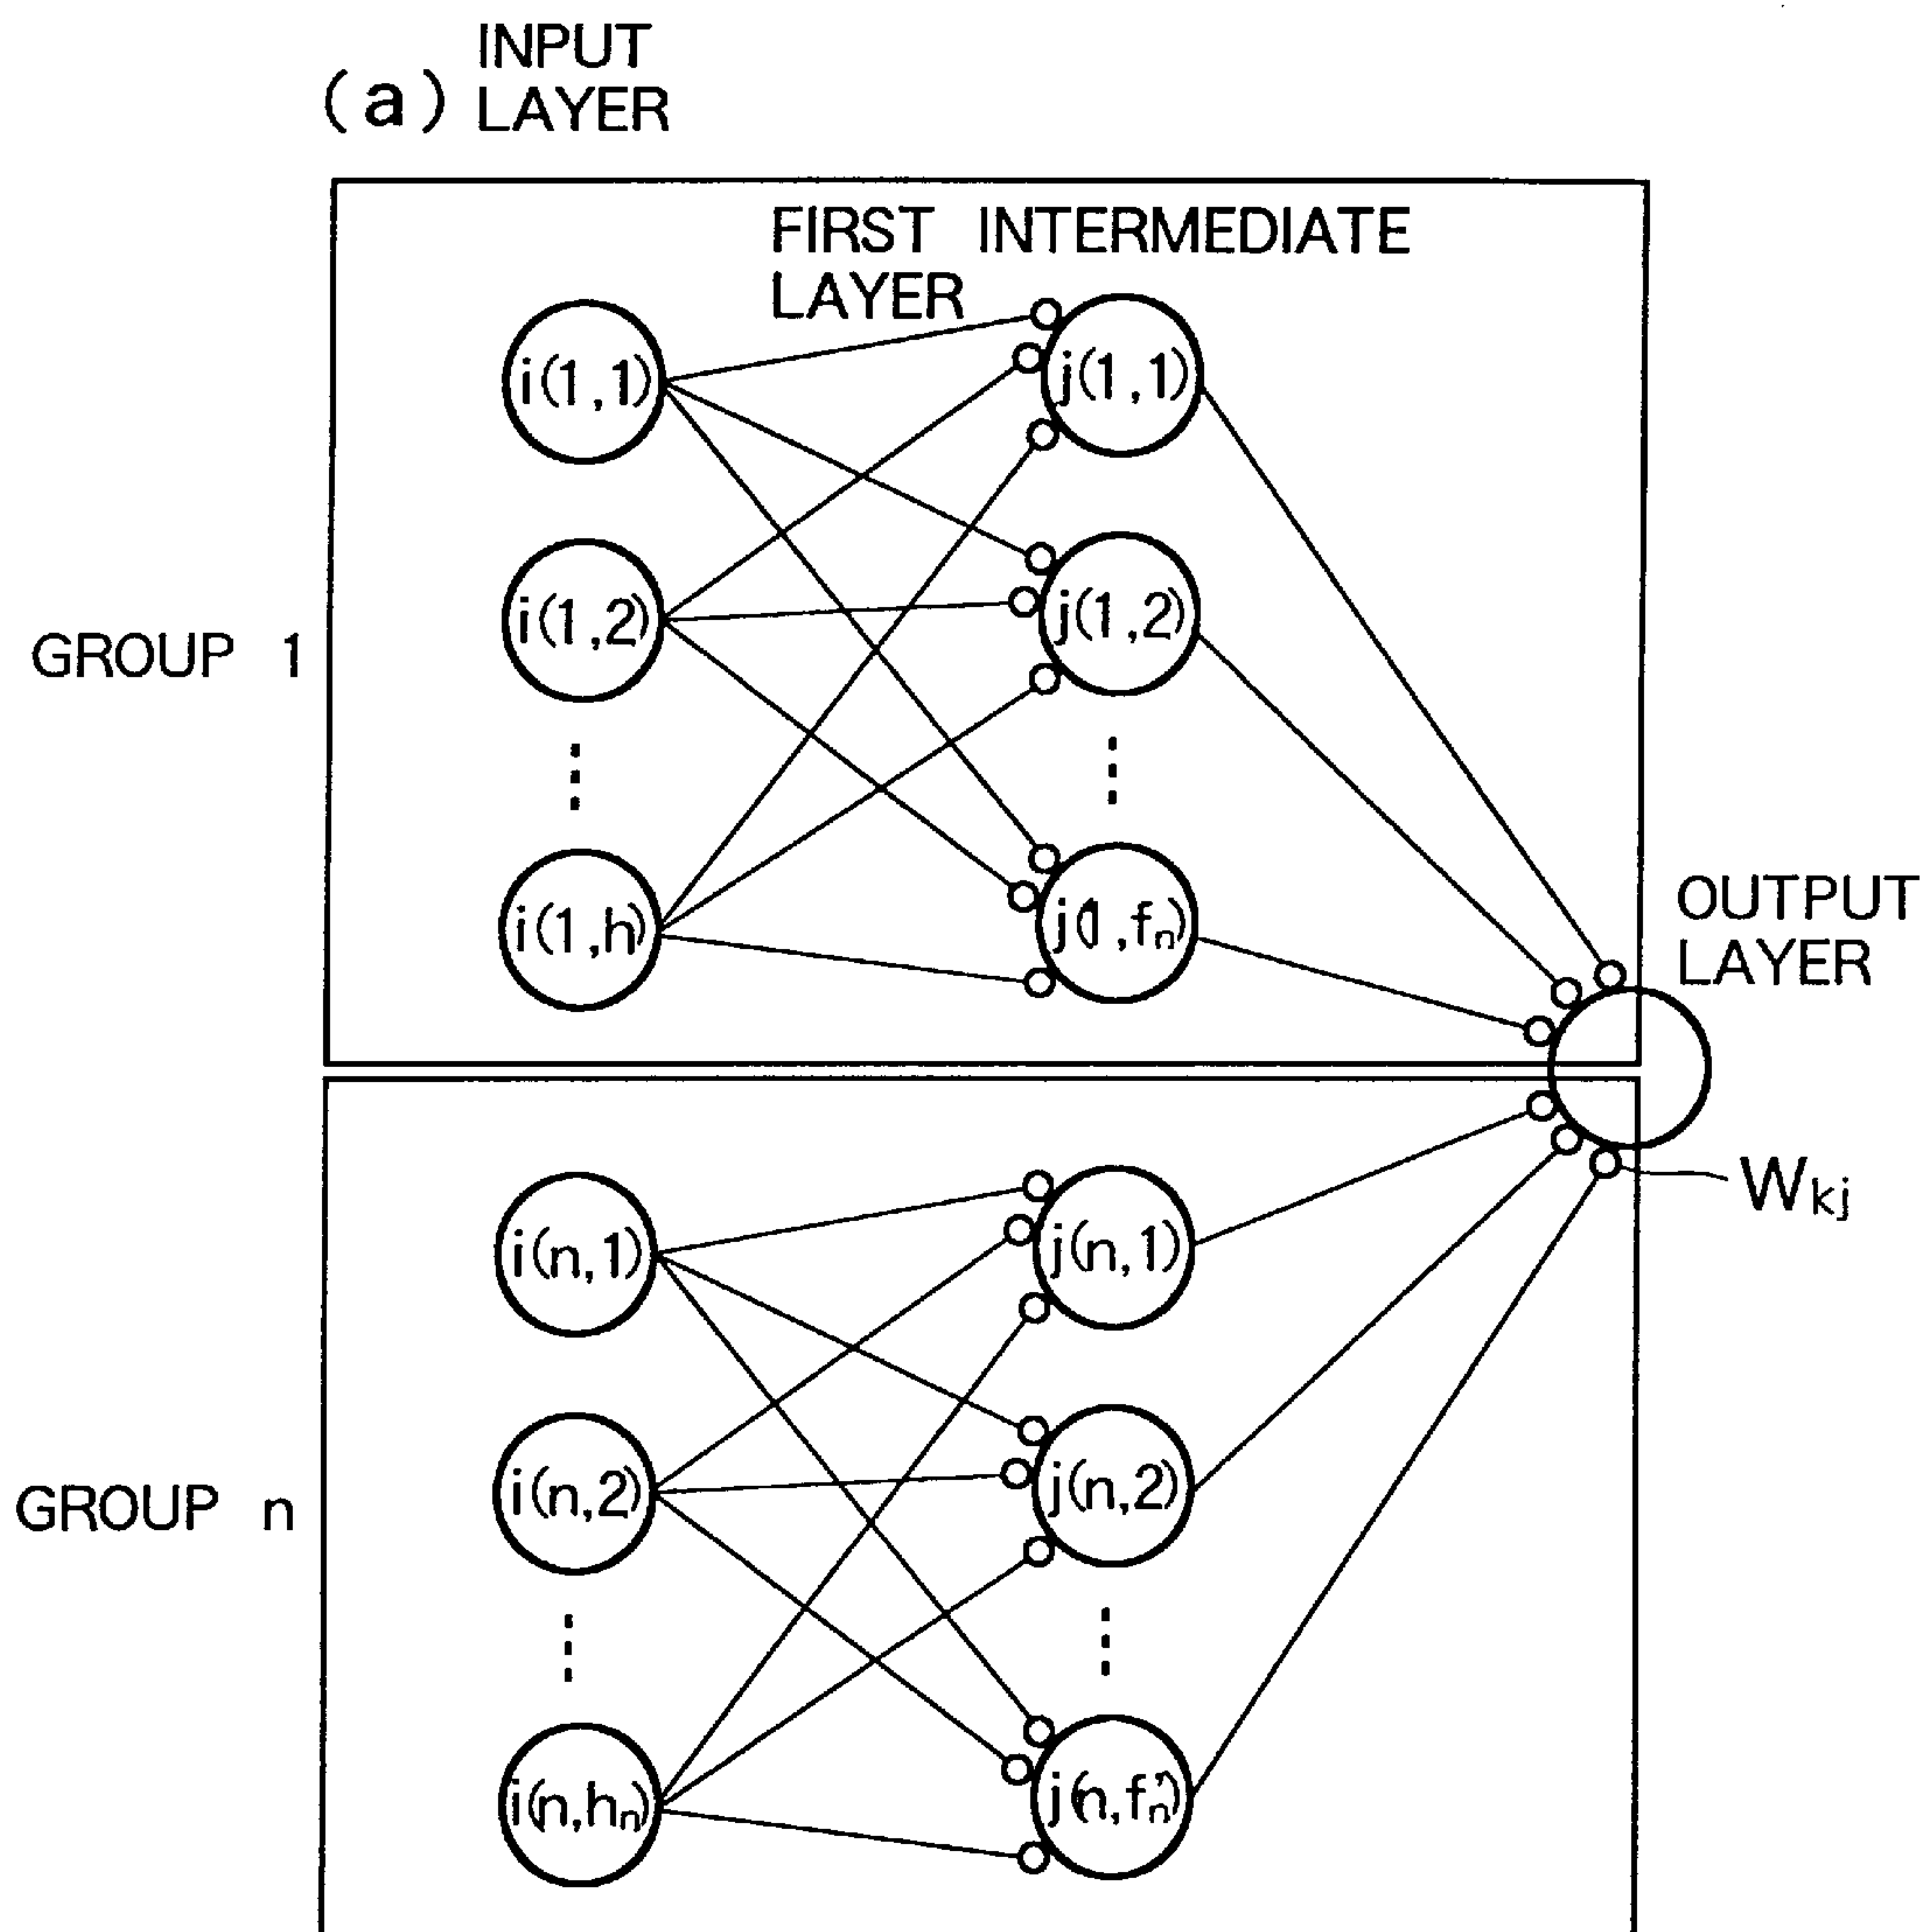 (a) INPUT
LAYER
FIRST INTERMEDIATE
LAYER
i(1,1)
j(1,1)
GROUP 1
i(1,2)
j(1,2)
i(1,h)
j(1,fn)
OUTPUT
LAYER
Wkj
i(n,1)
j(n,1)
GROUP n
i(n,2)
j(n,2)
i(n,hn)
j(n,fn')